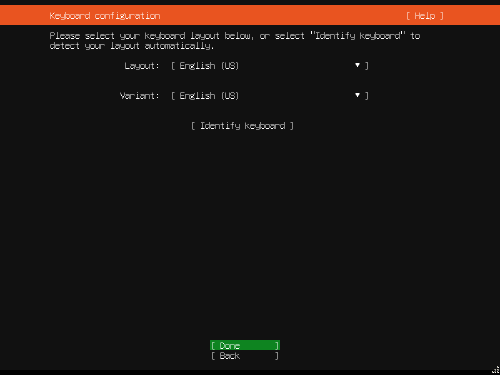 Keyboard configuration [ Help ]
Please select your keyboard layout below, or select "Identify keyboard" to
detect your layout automatically.
Layout: [ English (US) ▾ ]
Variant: [ English (US) ▾ ]
[ Identify keyboard ]
[ Done ]
[ Back ]